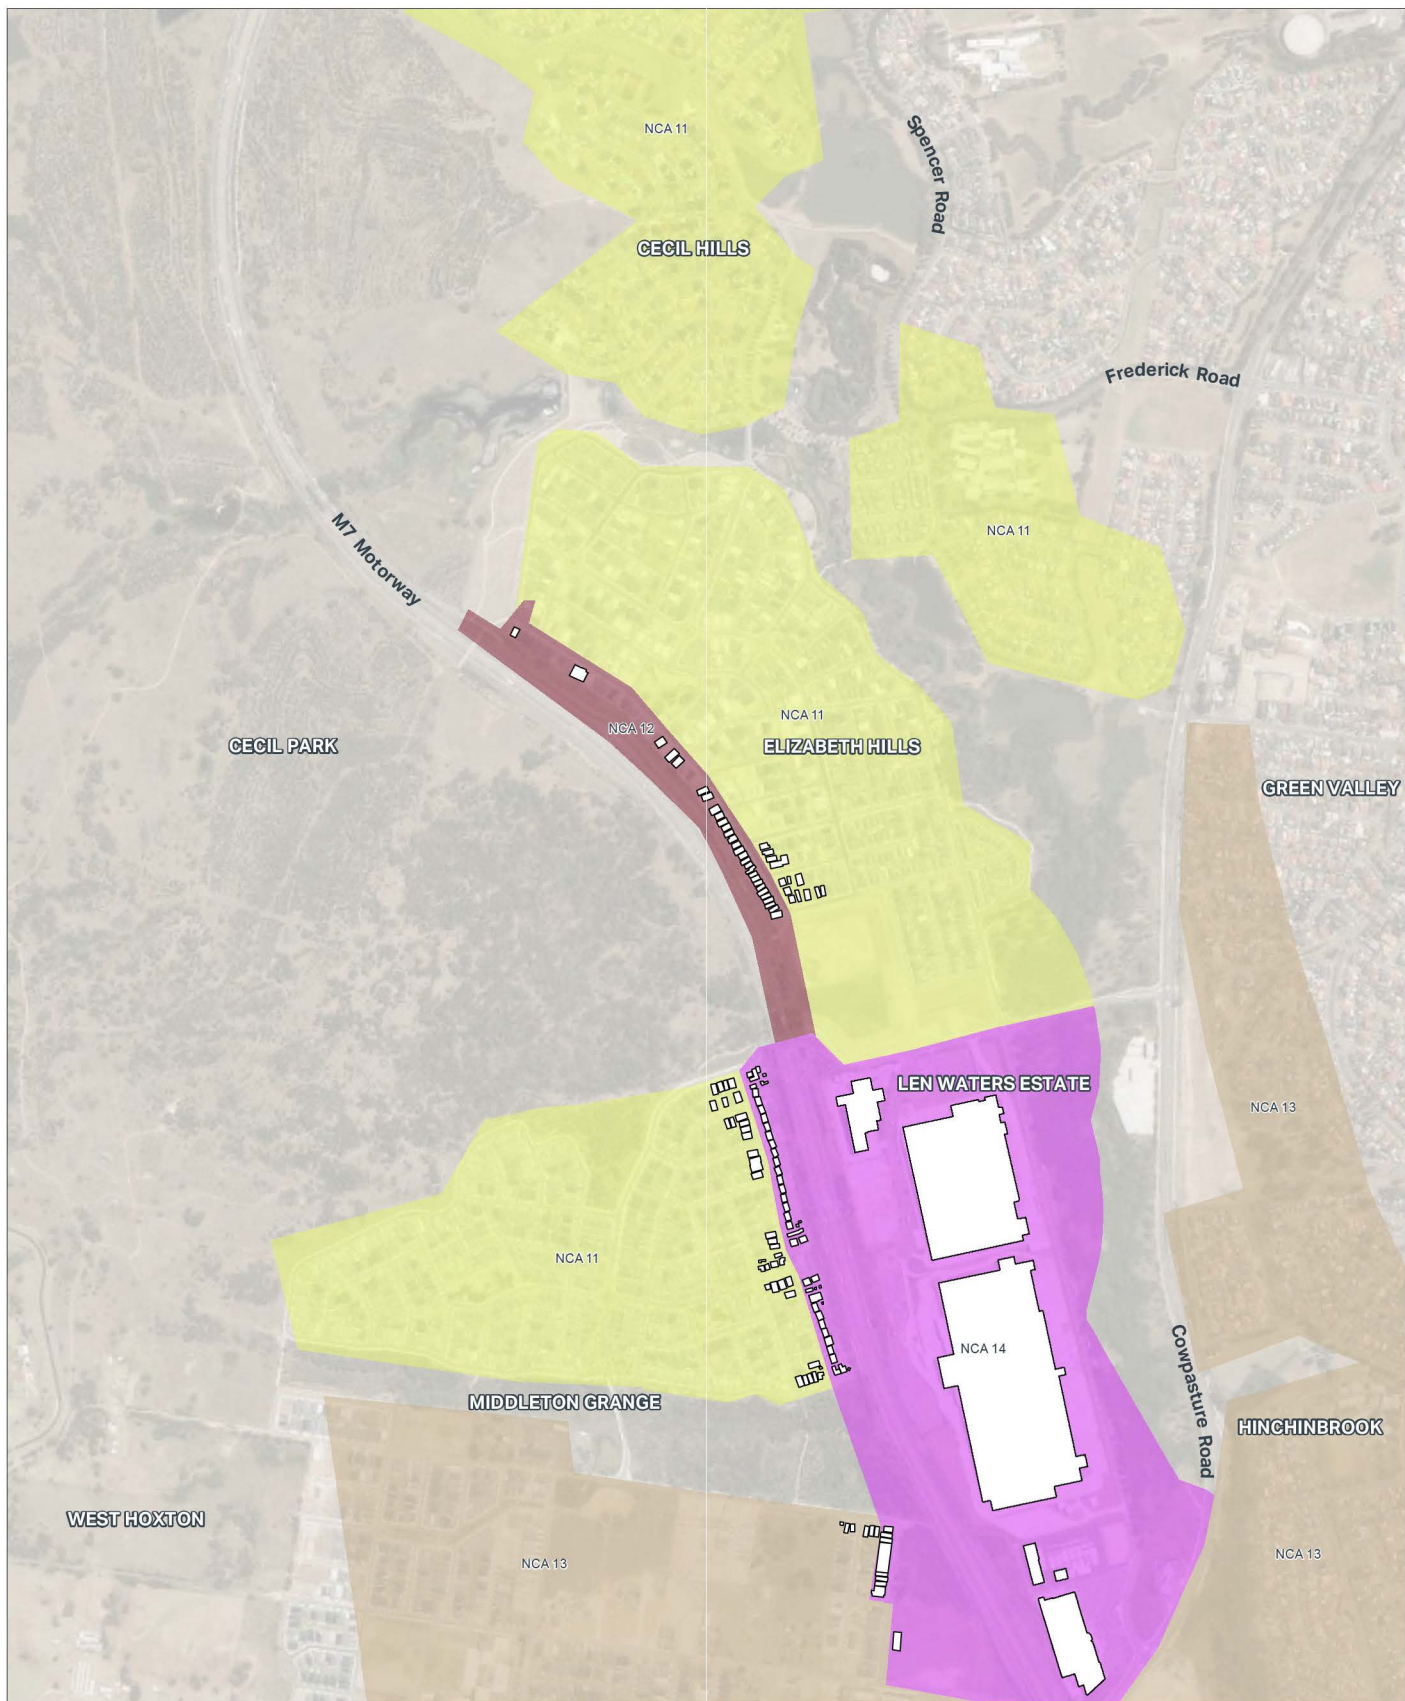 NCA 11
Spencer Road
CECIL HILLS
Frederick Road
M7 Motorway
NCA 11
NCA 11
NCA 12
CECIL PARK
ELIZABETH HILLS
GREEN VALLEY
LEN WATERS ESTATE
NCA 13
NCA 11
NCA 14
Cowpasture Road
MIDDLETON GRANGE
HINCHINBROOK
WEST HOXTON
NCA 13
NCA 13